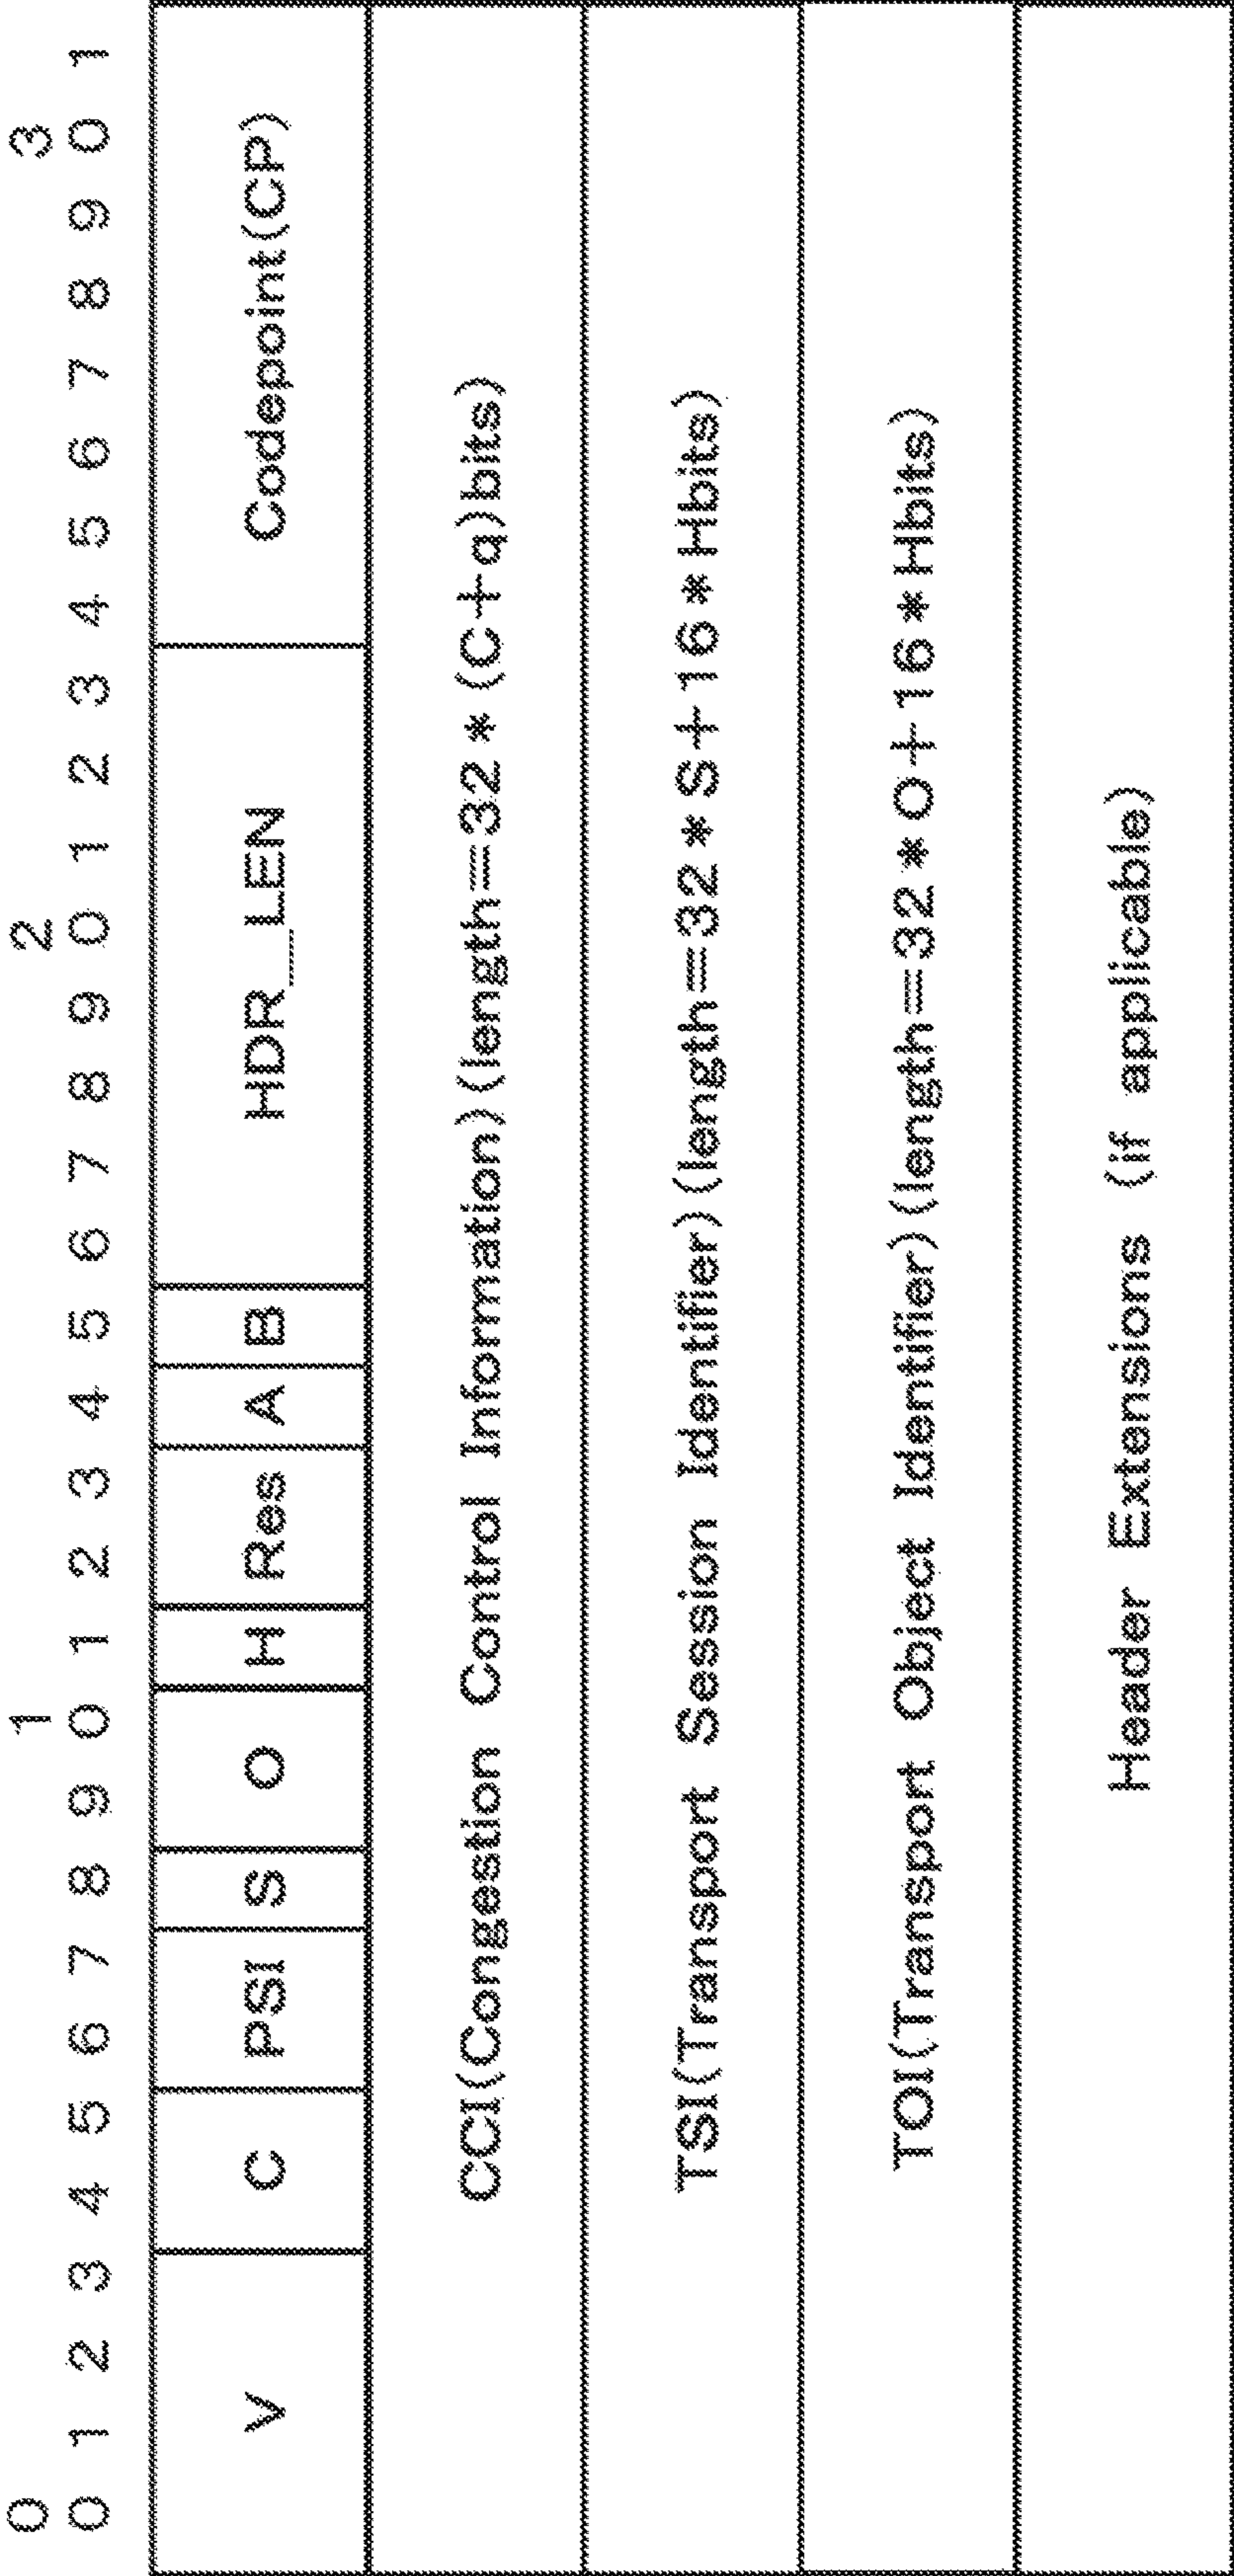 0 1 2 3
0 1 2 3 4 5 6 7 8 9 0 1 2 3 4 5 6 7 8 9 0 1 2 3 4 5 6 7 8 9 0 1
V C PSI S O H Res A B HDR_LEN Codepoint(CP)
CCI(Congestion Control Information)(length=32*(C+q)bits)
TSI(Transport Session Identifier)(length=32*S+16*Hbits)
TOI(Transport Object Identifier)(length=32*O+16*Hbits)
Header Extensions (if applicable)